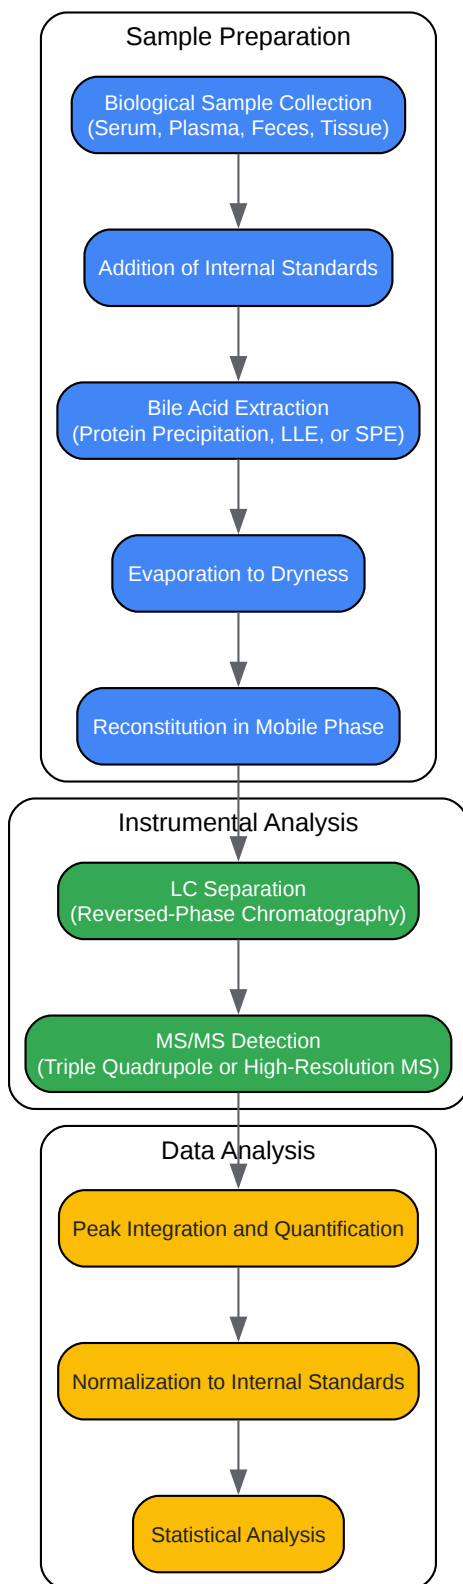 Sample Preparation
Biological Sample Collection
(Serum, Plasma, Feces, Tissue)
Addition of Internal Standards
Bile Acid Extraction
(Protein Precipitation, LLE, or SPE)
Evaporation to Dryness
Reconstitution in Mobile Phase
Instrumental Analysis
LC Separation
(Reversed-Phase Chromatography)
MS/MS Detection
(Triple Quadrupole or High-Resolution MS)
Data Analysis
Peak Integration and Quantification
Normalization to Internal Standards
Statistical Analysis